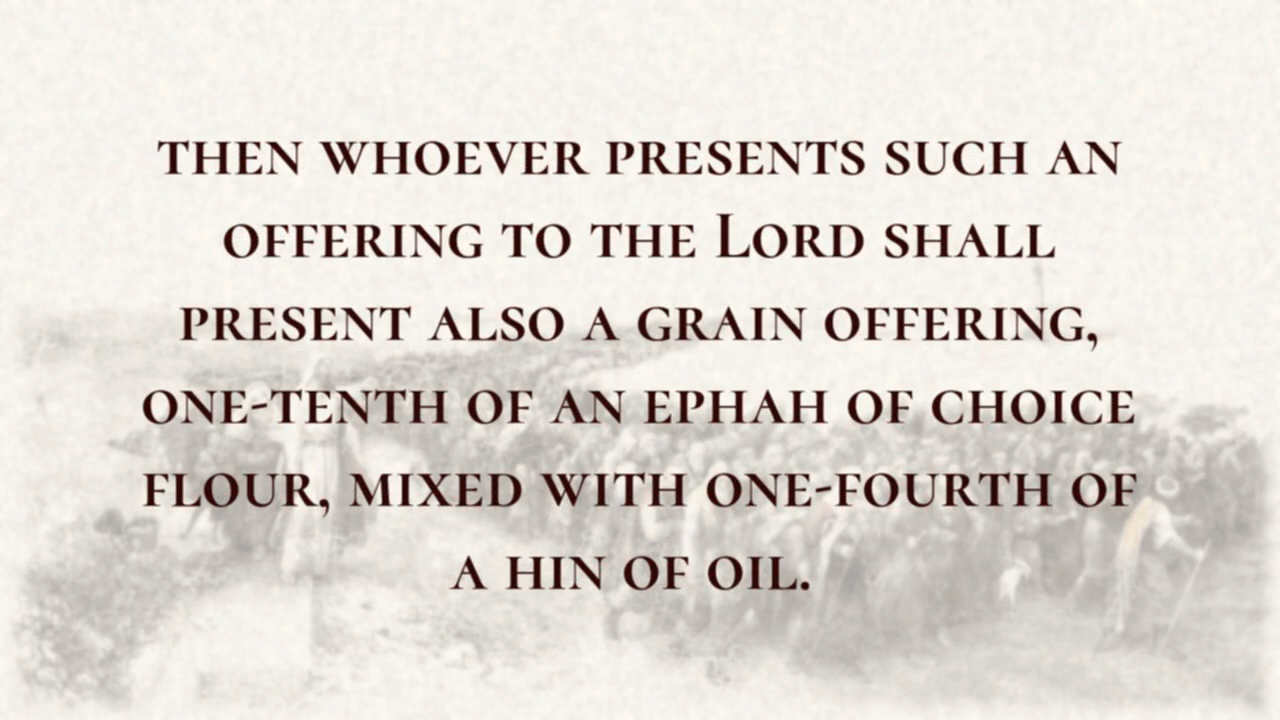 then whoever presents such an
offering to the Lord shall
present also a grain offering,
one-tenth of an ephah of choice
flour, mixed with one-fourth of
a hin of oil.